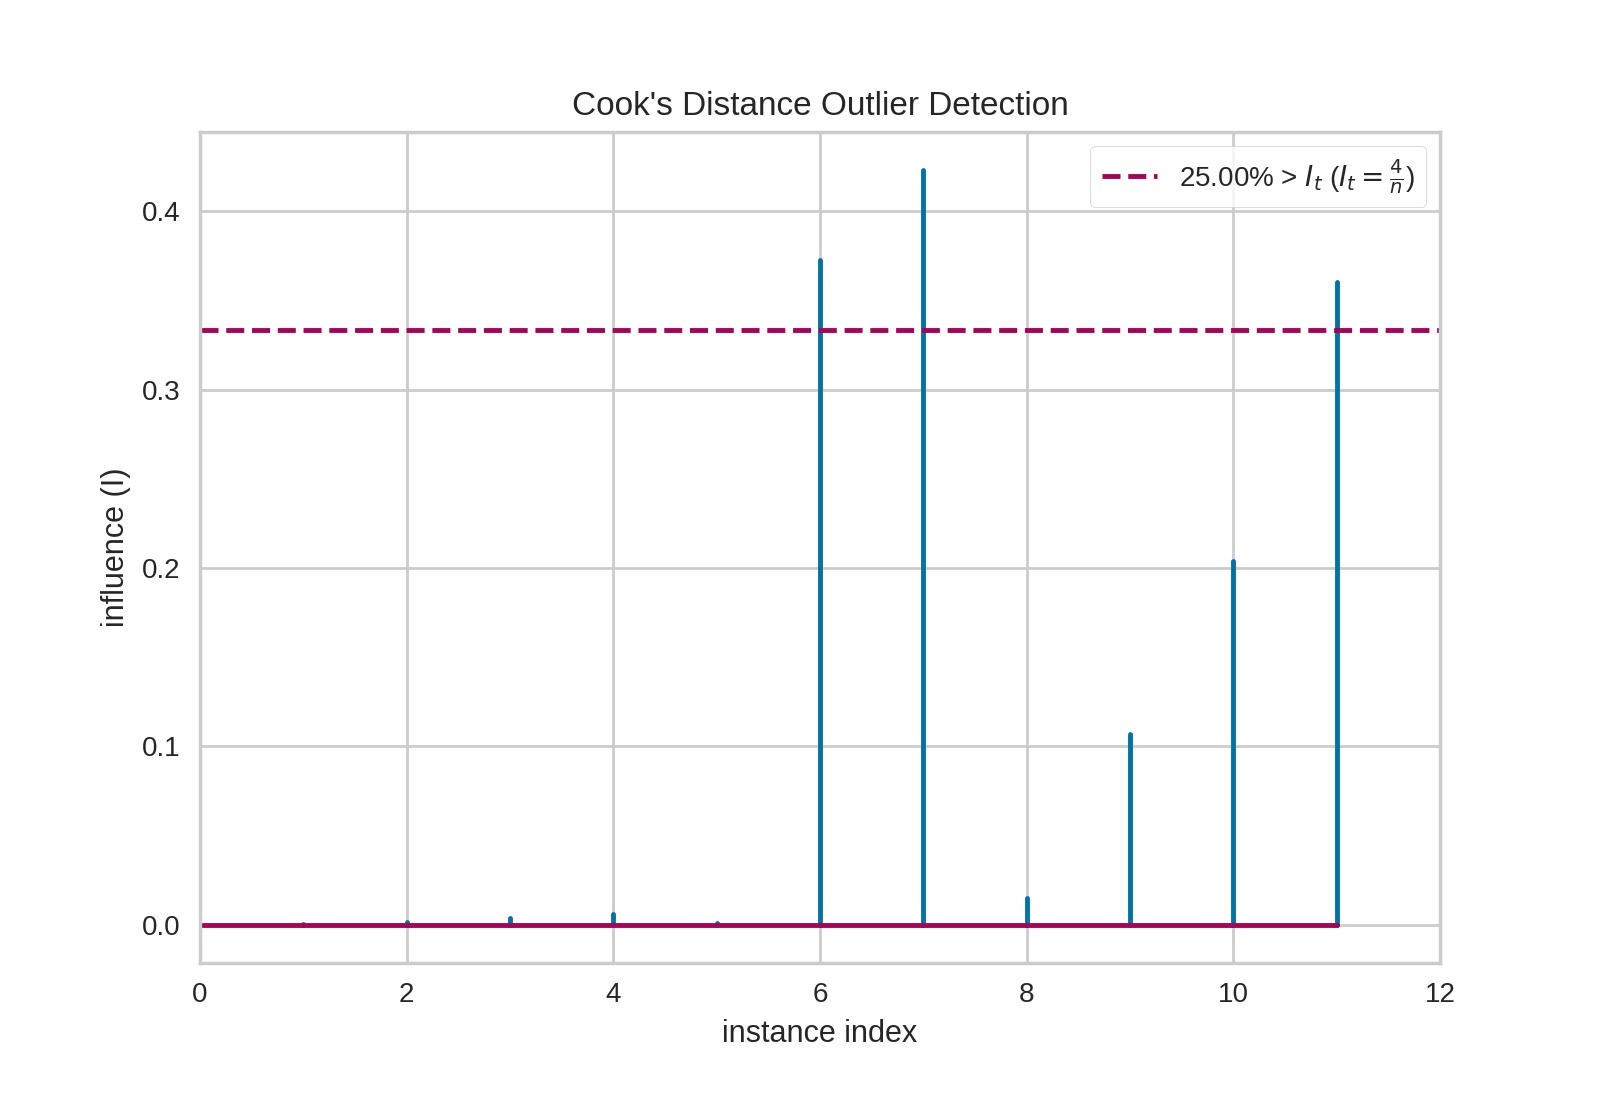 Cook's Distance Outlier Detection
25.00% > I_t (I_t = 4/n)
0.4
0.3
0.2
0.1
0.0
influence (I)
0 2 4 6 8 10 12
instance index